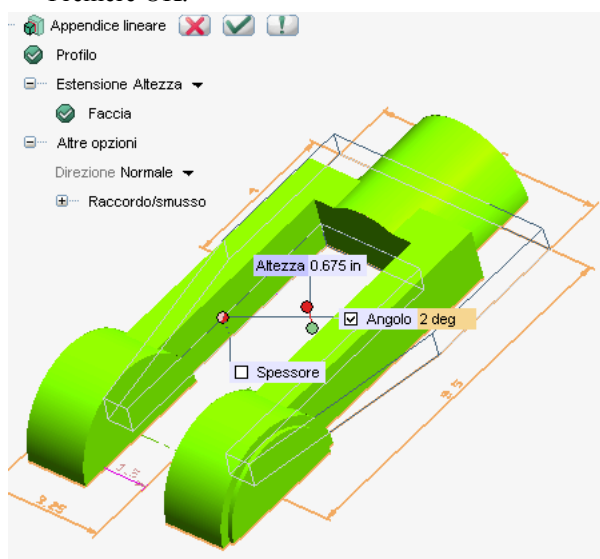 Appendice lineare
Profilo
Estensione Altezza
Faccia
Altre opzioni
Direzione Normale
Raccordo/smusso
Altezza 0.675 in
Angolo 2 deg
Spessore